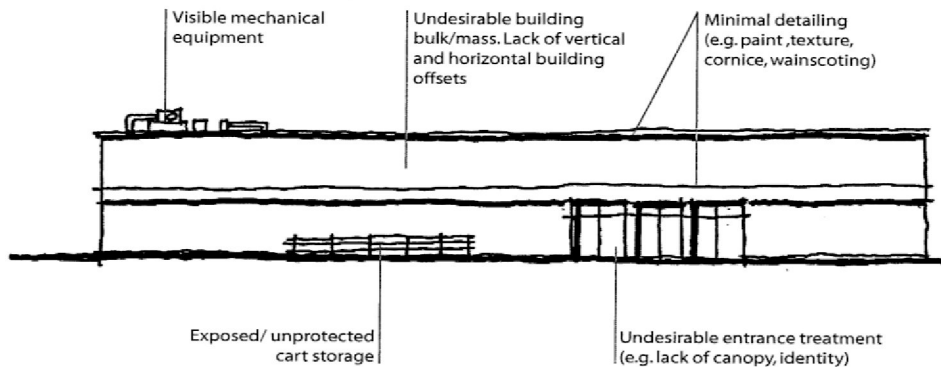 Visible mechanical
equipment
Undesirable building
bulk/mass. Lack of vertical
and horizontal building
offsets
Minimal detailing
(e.g. paint ,texture,
cornice, wainscoting)
Exposed/ unprotected
cart storage
Undesirable entrance treatment
(e.g. lack of canopy, identity)